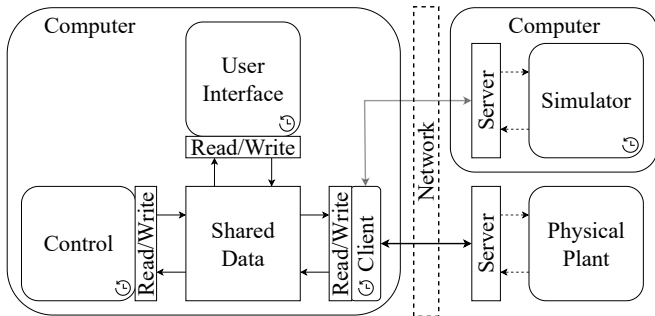 Computer
Computer
User
Interface
Read/Write
Server
Simulator
Network
Control
Read/Write
Shared
Data
Read/Write
Client
Server
Physical
Plant